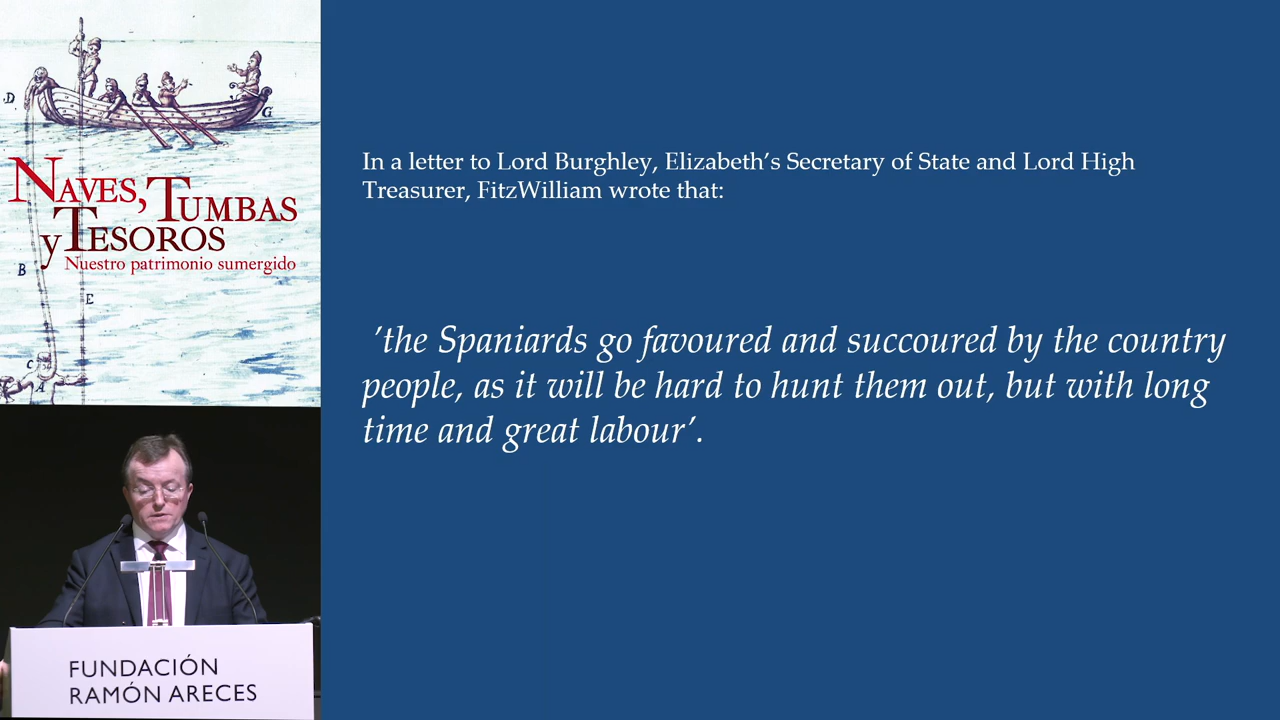 D
G
NAVES, TUMBAS
y TESOROS
Nuestro patrimonio sumergido
B
E
C
A
In a letter to Lord Burghley, Elizabeth’s Secretary of State and Lord High
Treasurer, FitzWilliam wrote that:
’the Spaniards go favoured and succoured by the country
people, as it will be hard to hunt them out, but with long
time and great labour’.
FUNDACIÓN
RAMÓN ARECES